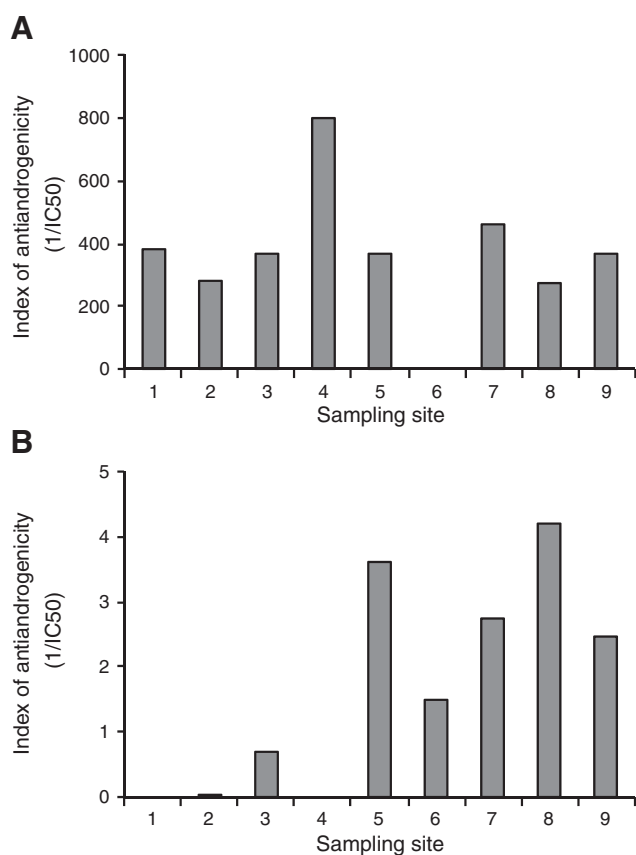 A
Index of antiandrogenicity
(1/IC50)
1000
800
600
400
200
0
1 2 3 4 5 6 7 8 9
Sampling site
B
Index of antiandrogenicity
(1/IC50)
5
4
3
2
1
0
1 2 3 4 5 6 7 8 9
Sampling site